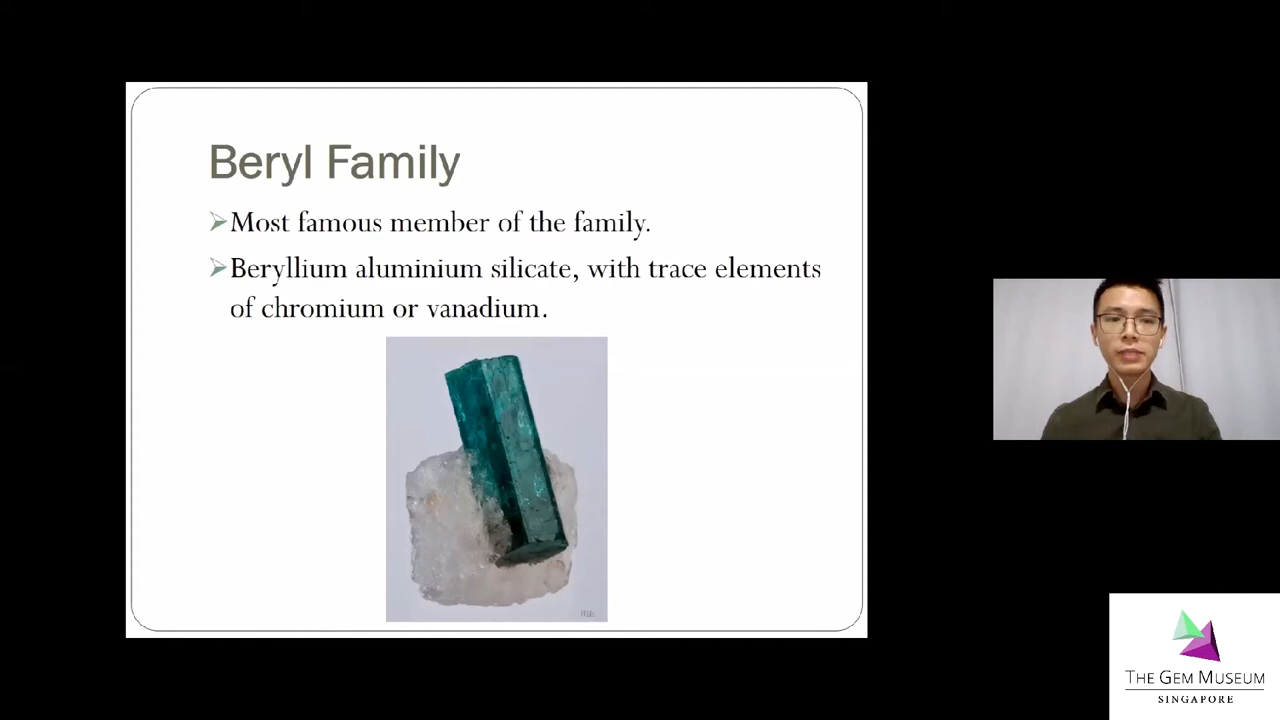 Beryl Family
Most famous member of the family.
Beryllium aluminium silicate, with trace elements
of chromium or vanadium.
THE GEM MUSEUM
SINGAPORE